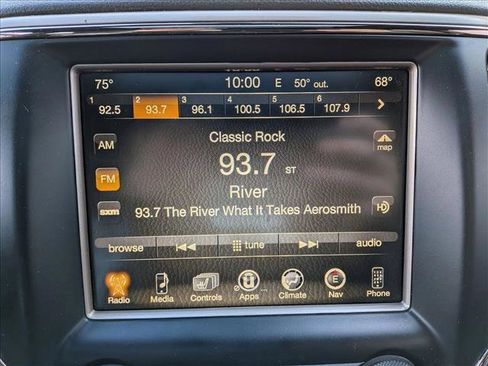 75° 10:00 E 50° out. 68°
1 2 3 4 5 6
92.5 93.7 96.1 100.5 106.5 107.9
Classic Rock
AM map
93.7 ST
FM
River
sxm 93.7 The River What It Takes Aerosmith HD
browse tune audio
Radio Media Controls Apps Climate Nav Phone